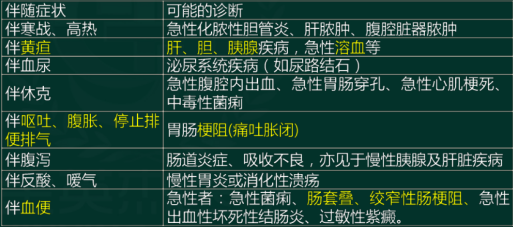 伴随症状 可能的诊断
伴寒战、高热 急性化脓性胆管炎、肝脓肿、腹腔脏器脓肿
伴黄疸 肝、胆、胰腺疾病，急性溶血等
伴血尿 泌尿系统疾病（如尿路结石）
伴休克 急性腹腔内出血、急性胃肠穿孔、急性心肌梗死、
中毒性菌痢
伴呕吐、腹胀、停止排
便排气 胃肠梗阻(痛吐胀闭)
伴腹泻 肠道炎症、吸收不良，亦见于慢性胰腺及肝脏疾病
伴反酸、嗳气 慢性胃炎或消化性溃疡
伴血便 急性者：急性菌痢、肠套叠、绞窄性肠梗阻、急性
出血性坏死性结肠炎、过敏性紫癜。